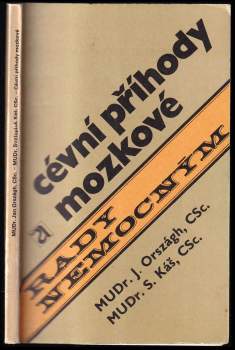 MUDr. Jan Országh, CSc. – MUDr. Svatopluk Káš, CSc. – Cévní příhody mozkové
cévní příhody
mozkové
a
RADY
NEMOCNÝM
MUDr. J. Országh, CSc.
MUDr. S. Káš, CSc.